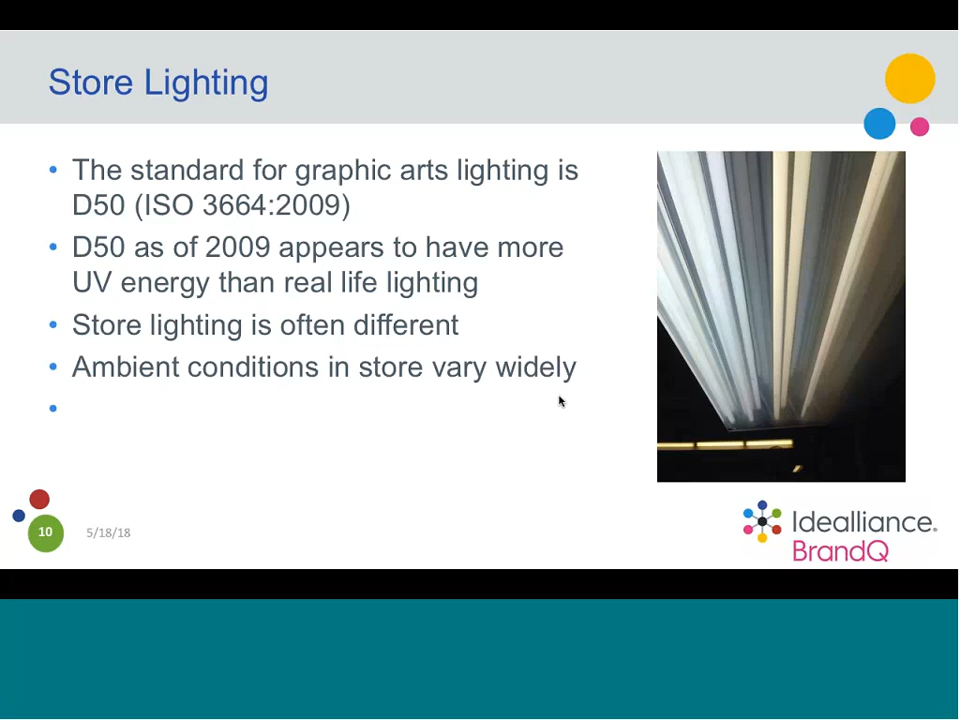 Store Lighting
• The standard for graphic arts lighting is
D50 (ISO 3664:2009)
• D50 as of 2009 appears to have more
UV energy than real life lighting
• Store lighting is often different
• Ambient conditions in store vary widely
•
10
5/18/18
Idealliance®
BrandQ